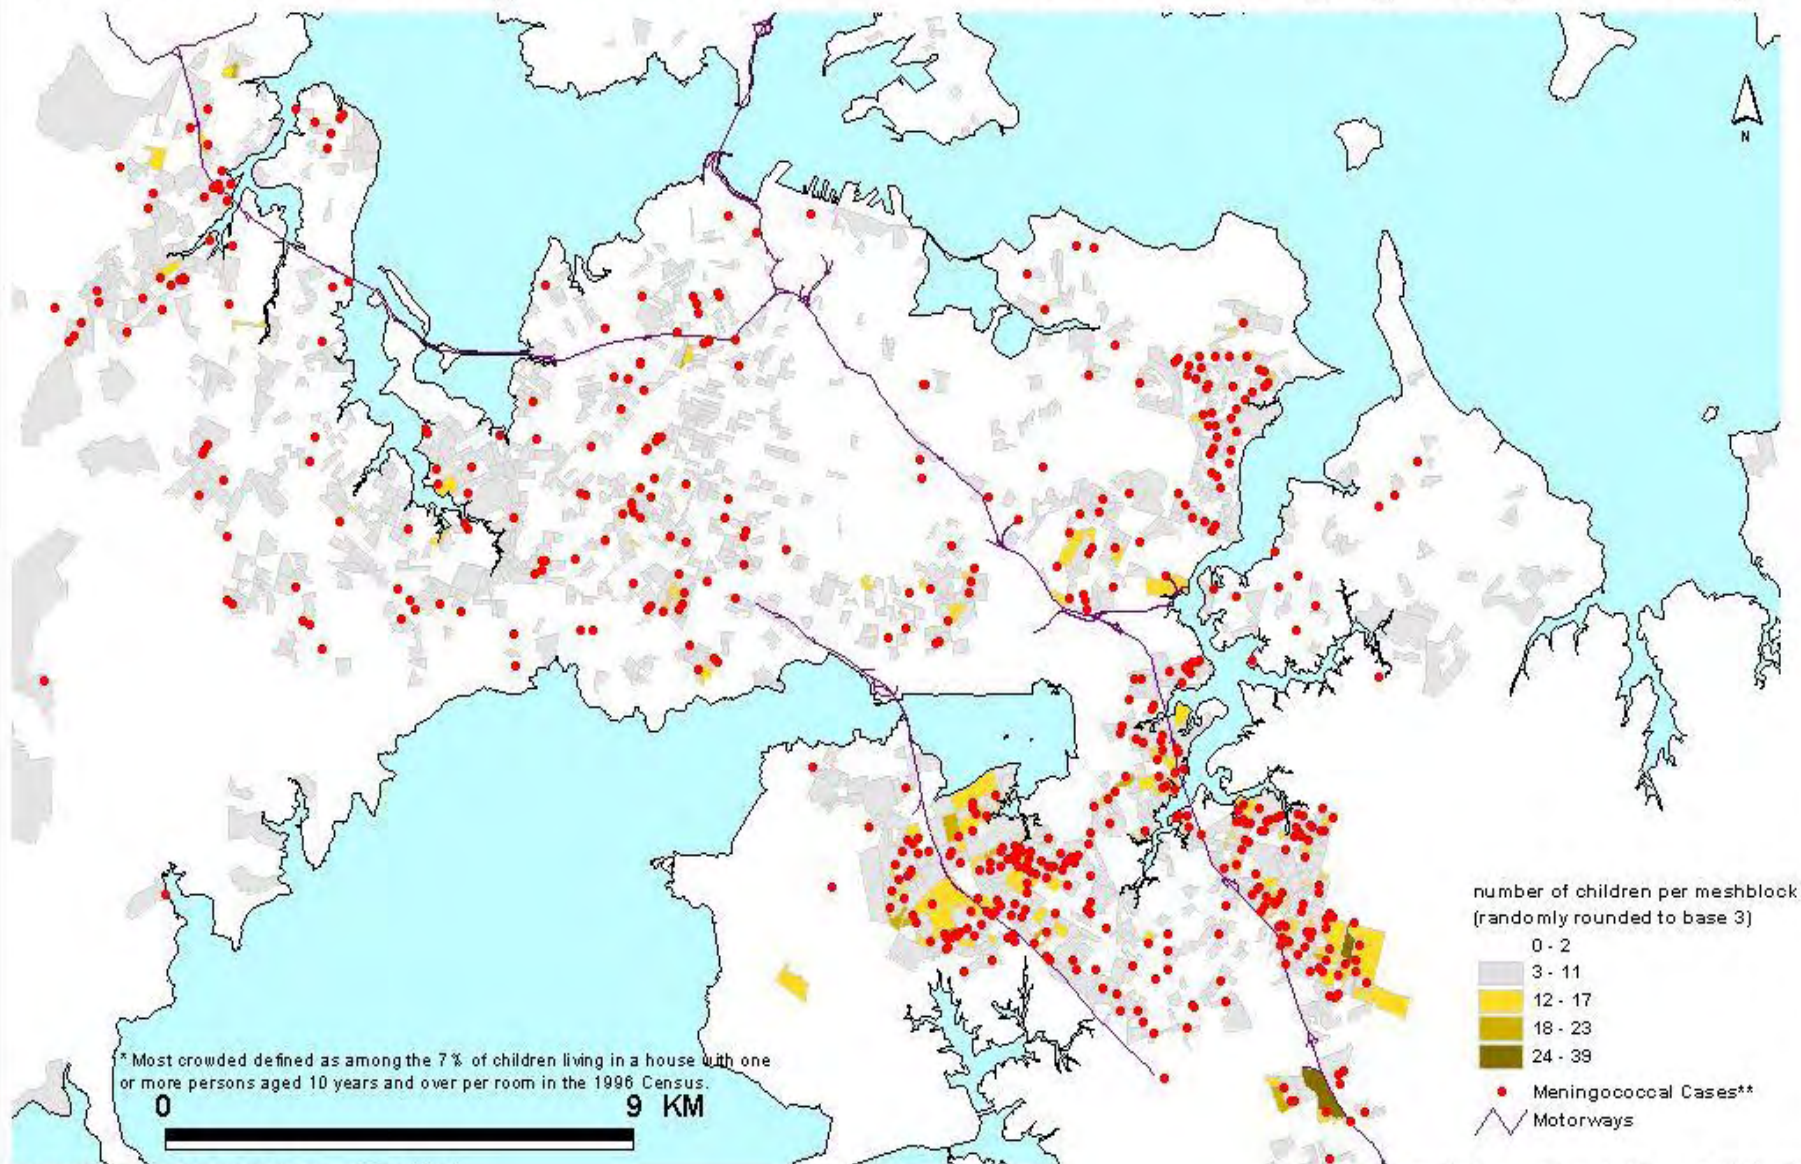 N
number of children per meshblock
(randomly rounded to base 3)
0 - 2
3 - 11
12 - 17
18 - 23
24 - 39
Meningococcal Cases**
Motorways
* Most crowded defined as among the 7% of children living in a house with one
or more persons aged 10 years and over per room in the 1996 Census.
0 9 KM